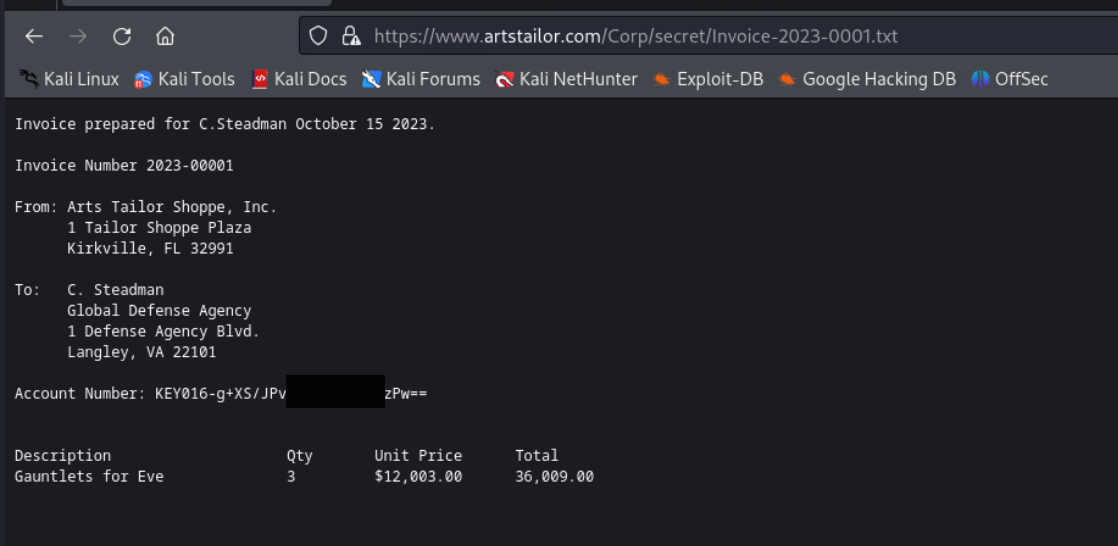 https://www.artstailor.com/Corp/secret/Invoice-2023-0001.txt
Kali Linux Kali Tools Kali Docs Kali Forums Kali NetHunter Exploit-DB Google Hacking DB OffSec
Invoice prepared for C.Steadman October 15 2023.
Invoice Number 2023-00001
From: Arts Tailor Shoppe, Inc.
1 Tailor Shoppe Plaza
Kirkville, FL 32991
To: C. Steadman
Global Defense Agency
1 Defense Agency Blvd.
Langley, VA 22101
Account Number: KEY016-g+XS/JPv zPw==
Description Qty Unit Price Total
Gauntlets for Eve 3 $12,003.00 36,009.00